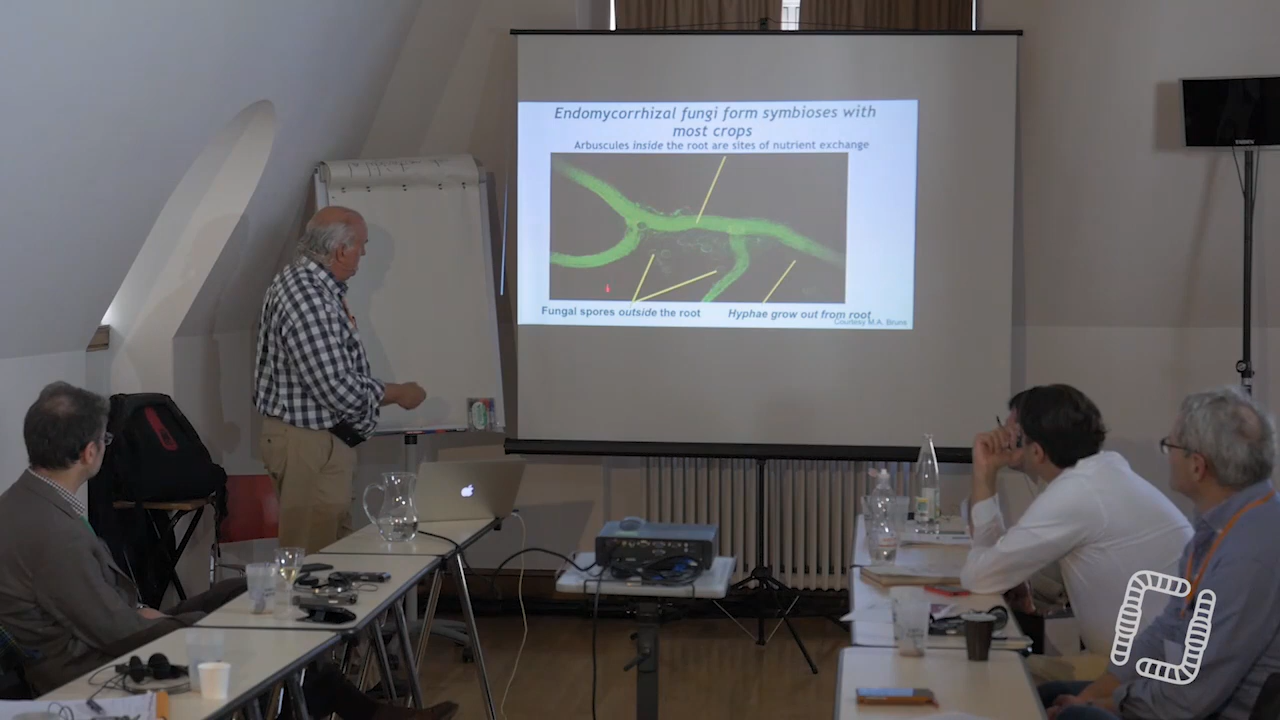 Endomycorrhizal fungi form symbioses with
most crops
Arbuscules inside the root are sites of nutrient exchange
Fungal spores outside the root
Hyphae grow out from root
Courtesy M.A. Bruns